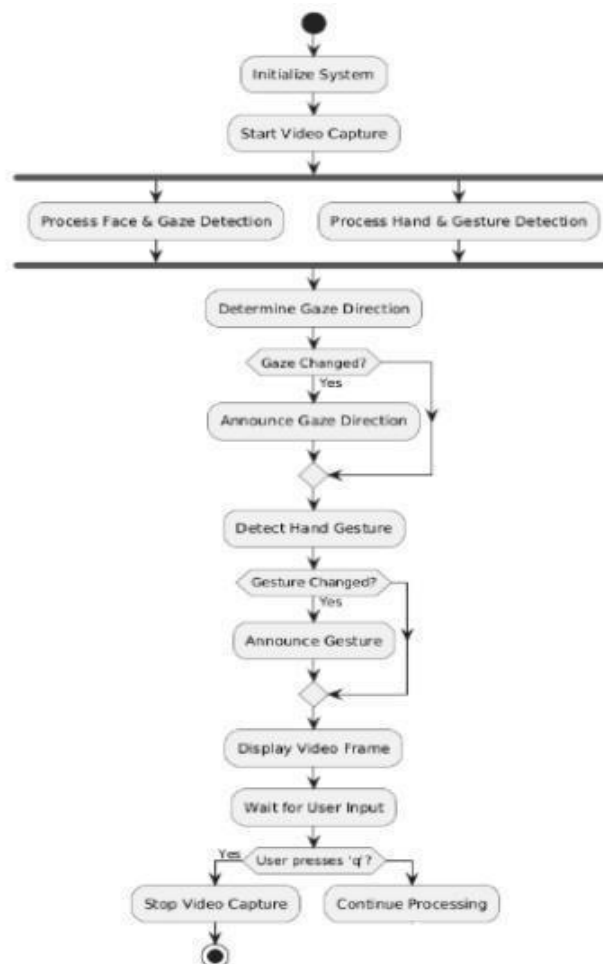 Initialize System
Start Video Capture
Process Face & Gaze Detection
Process Hand & Gesture Detection
Determine Gaze Direction
Gaze Changed?
Yes
Announce Gaze Direction
Detect Hand Gesture
Gesture Changed?
Yes
Announce Gesture
Display Video Frame
Wait for User Input
Yes
User presses 'q'?
Stop Video Capture
Continue Processing